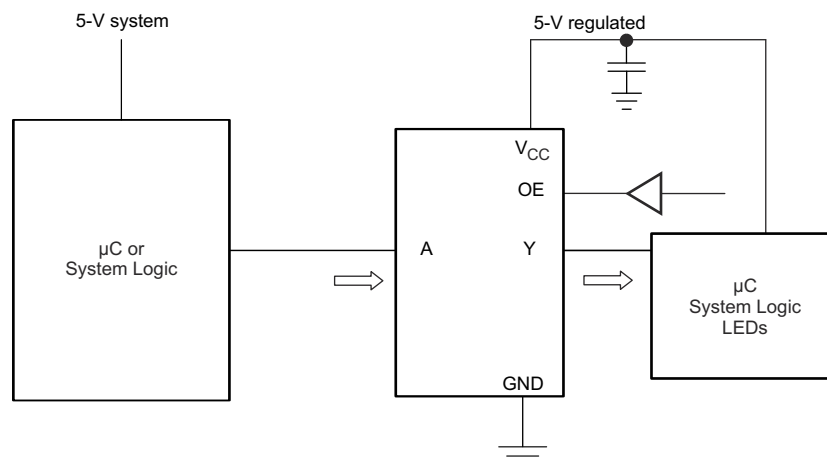 5-V system
5-V regulated
V_CC
OE
µC or
System Logic
A
Y
µC
System Logic
LEDs
GND